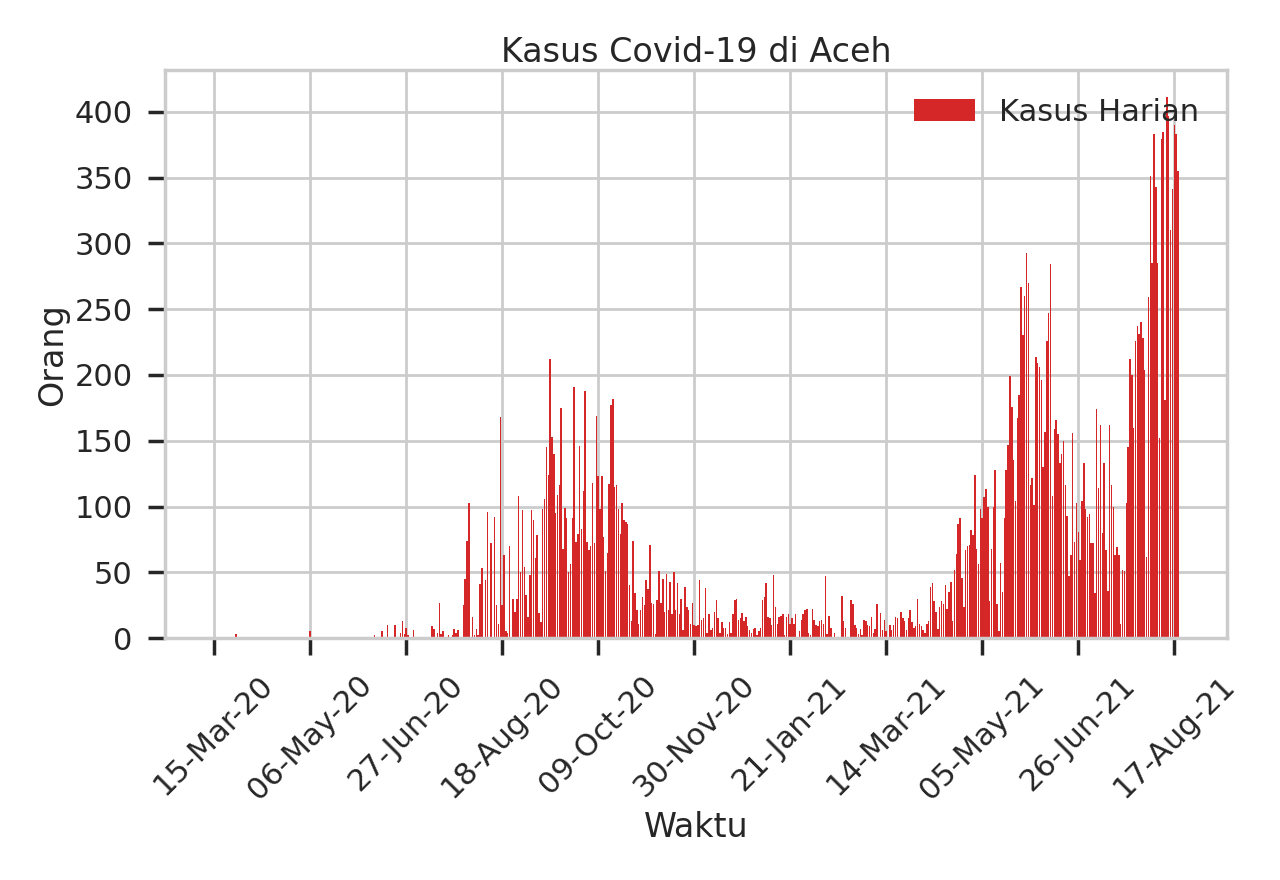 Kasus Covid-19 di Aceh
Kasus Harian
Orang
400
350
300
250
200
150
100
50
0
15-Mar-20
06-May-20
27-Jun-20
18-Aug-20
09-Oct-20
30-Nov-20
21-Jan-21
14-Mar-21
05-May-21
26-Jun-21
17-Aug-21
Waktu